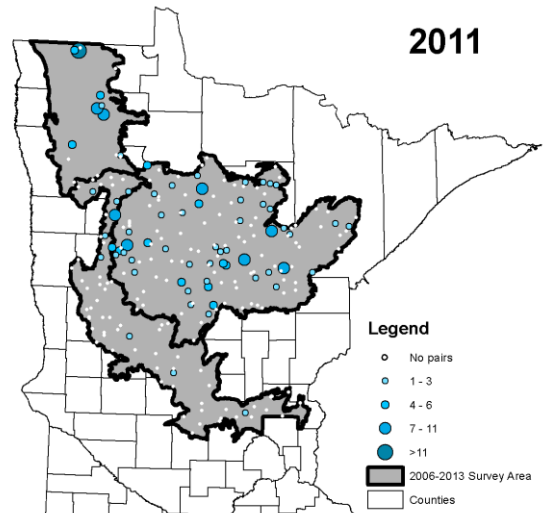 2011
Legend
No pairs
1 - 3
4 - 6
7 - 11
>11
2006-2013 Survey Area
Counties